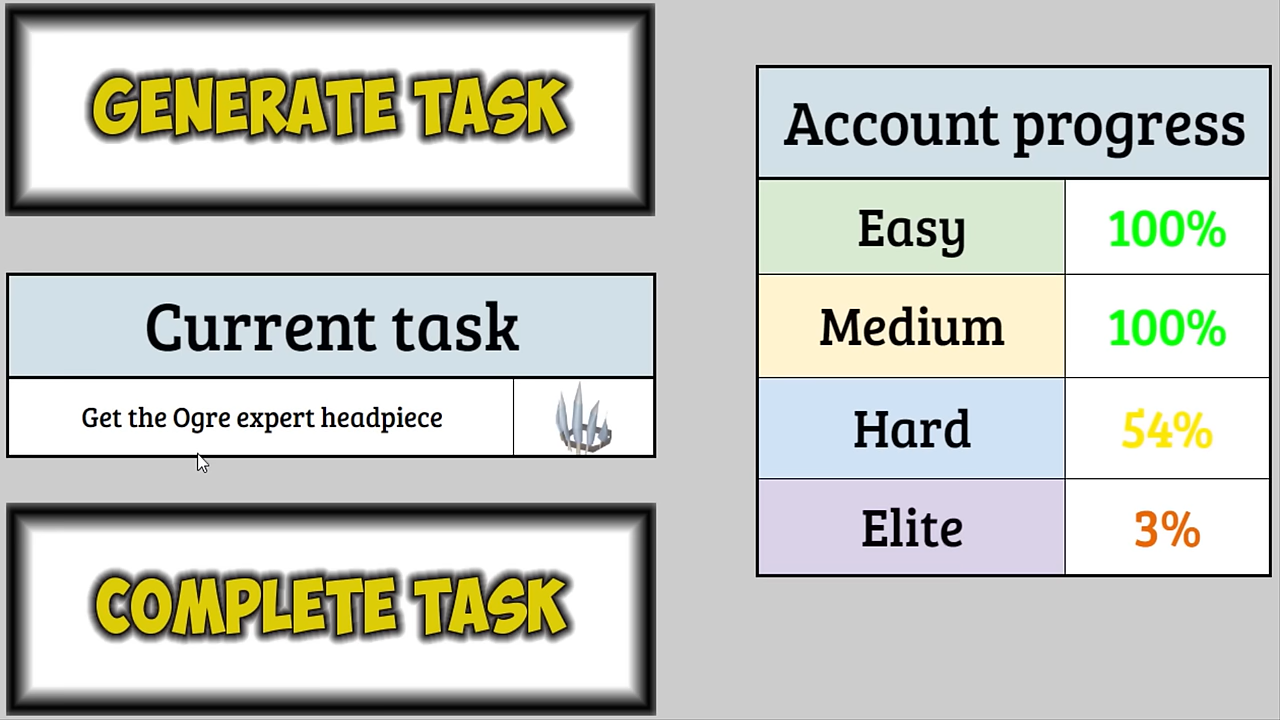 GENERATE TASK
Current task
Get the Ogre expert headpiece
COMPLETE TASK
Account progress
Easy 100%
Medium 100%
Hard 54%
Elite 3%